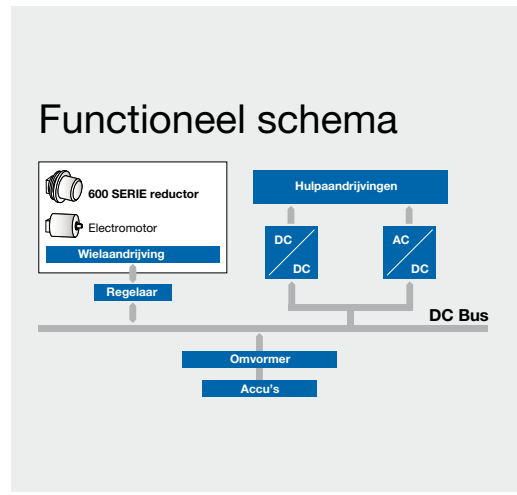 Functioneel schema
600 SERIE reductor
Electromotor
Wielaandrijving
Regelaar
Hulpaandrijvingen
DC
DC
AC
DC
DC Bus
Omvormer
Accu's